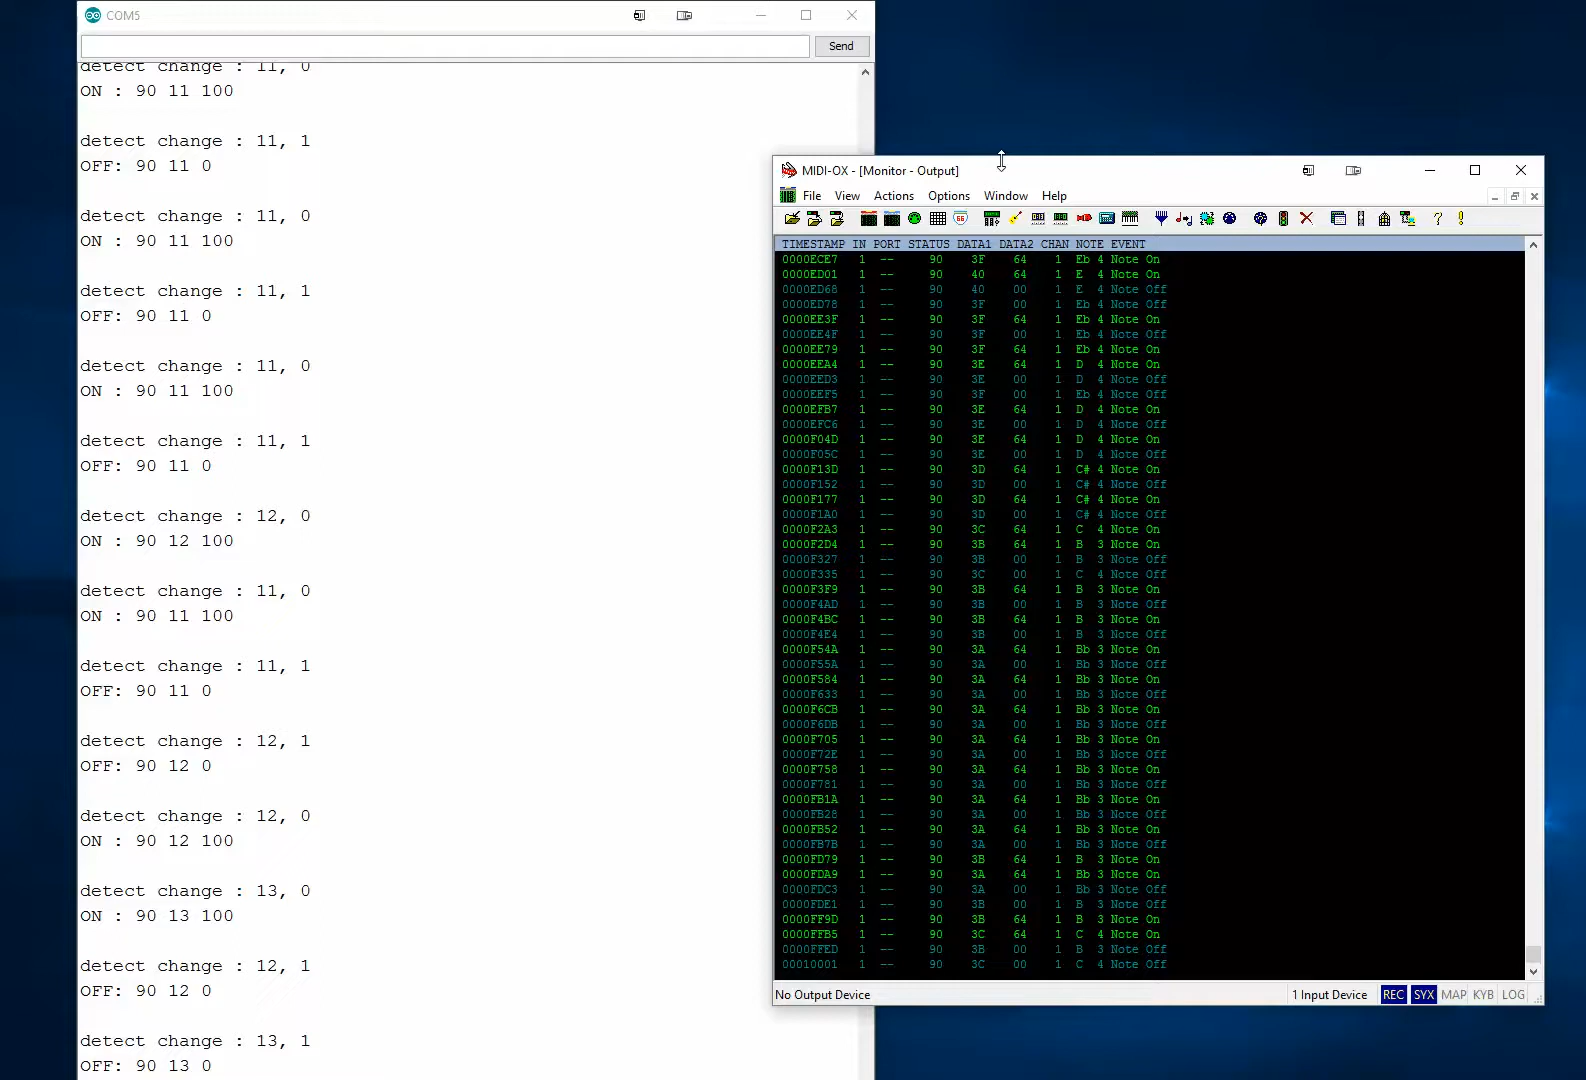 COM5
Send
detect change : 11, 0
ON : 90 11 100
detect change : 11, 1
OFF: 90 11 0
detect change : 11, 0
ON : 90 11 100
detect change : 11, 1
OFF: 90 11 0
detect change : 11, 0
ON : 90 11 100
detect change : 11, 1
OFF: 90 11 0
detect change : 12, 0
ON : 90 12 100
detect change : 11, 0
ON : 90 11 100
detect change : 11, 1
OFF: 90 11 0
detect change : 12, 1
OFF: 90 12 0
detect change : 12, 0
ON : 90 12 100
detect change : 13, 0
ON : 90 13 100
detect change : 12, 1
OFF: 90 12 0
detect change : 13, 1
OFF: 90 13 0
MIDI-OX - [Monitor - Output]
File View Actions Options Window Help
TIMESTAMP IN PORT STATUS DATA1 DATA2 CHAN NOTE EVENT
0000ECE7 1 -- 90 3F 64 1 Eb 4 Note On
0000ED01 1 -- 90 40 64 1 E 4 Note On
0000ED68 1 -- 90 40 00 1 E 4 Note Off
0000ED78 1 -- 90 3F 00 1 Eb 4 Note Off
0000EE3F 1 -- 90 3F 64 1 Eb 4 Note On
0000EE4F 1 -- 90 3F 00 1 Eb 4 Note Off
0000EE79 1 -- 90 3F 64 1 Eb 4 Note On
0000EEA4 1 -- 90 3E 64 1 D 4 Note On
0000EED3 1 -- 90 3E 00 1 D 4 Note Off
0000EEF5 1 -- 90 3F 00 1 Eb 4 Note Off
0000EFB7 1 -- 90 3E 64 1 D 4 Note On
0000EFC6 1 -- 90 3E 00 1 D 4 Note Off
0000F04D 1 -- 90 3E 64 1 D 4 Note On
0000F05C 1 -- 90 3E 00 1 D 4 Note Off
0000F13D 1 -- 90 3D 64 1 C# 4 Note On
0000F152 1 -- 90 3D 00 1 C# 4 Note Off
0000F177 1 -- 90 3D 64 1 C# 4 Note On
0000F1A0 1 -- 90 3D 00 1 C# 4 Note Off
0000F2A3 1 -- 90 3C 64 1 C 4 Note On
0000F2D4 1 -- 90 3B 64 1 B 3 Note On
0000F327 1 -- 90 3B 00 1 B 3 Note Off
0000F335 1 -- 90 3C 00 1 C 4 Note Off
0000F3F9 1 -- 90 3B 64 1 B 3 Note On
0000F4AD 1 -- 90 3B 00 1 B 3 Note Off
0000F4BC 1 -- 90 3B 64 1 B 3 Note On
0000F4E4 1 -- 90 3B 00 1 B 3 Note Off
0000F54A 1 -- 90 3A 64 1 Bb 3 Note On
0000F55A 1 -- 90 3A 00 1 Bb 3 Note Off
0000F584 1 -- 90 3A 64 1 Bb 3 Note On
0000F633 1 -- 90 3A 00 1 Bb 3 Note Off
0000F6CB 1 -- 90 3A 64 1 Bb 3 Note On
0000F6DB 1 -- 90 3A 00 1 Bb 3 Note Off
0000F705 1 -- 90 3A 64 1 Bb 3 Note On
0000F72E 1 -- 90 3A 00 1 Bb 3 Note Off
0000F758 1 -- 90 3A 64 1 Bb 3 Note On
0000F781 1 -- 90 3A 00 1 Bb 3 Note Off
0000FB1A 1 -- 90 3A 64 1 Bb 3 Note On
0000FB28 1 -- 90 3A 00 1 Bb 3 Note Off
0000FB52 1 -- 90 3A 64 1 Bb 3 Note On
0000FB7B 1 -- 90 3A 00 1 Bb 3 Note Off
0000FD79 1 -- 90 3B 64 1 B 3 Note On
0000FDA9 1 -- 90 3A 64 1 Bb 3 Note On
0000FDC3 1 -- 90 3A 00 1 Bb 3 Note Off
0000FDE1 1 -- 90 3B 00 1 B 3 Note Off
0000FF9D 1 -- 90 3B 64 1 B 3 Note On
0000FFB5 1 -- 90 3C 64 1 C 4 Note On
0000FFED 1 -- 90 3B 00 1 B 3 Note Off
00010001 1 -- 90 3C 00 1 C 4 Note Off
No Output Device 1 Input Device REC SYX MAP KYB LOG